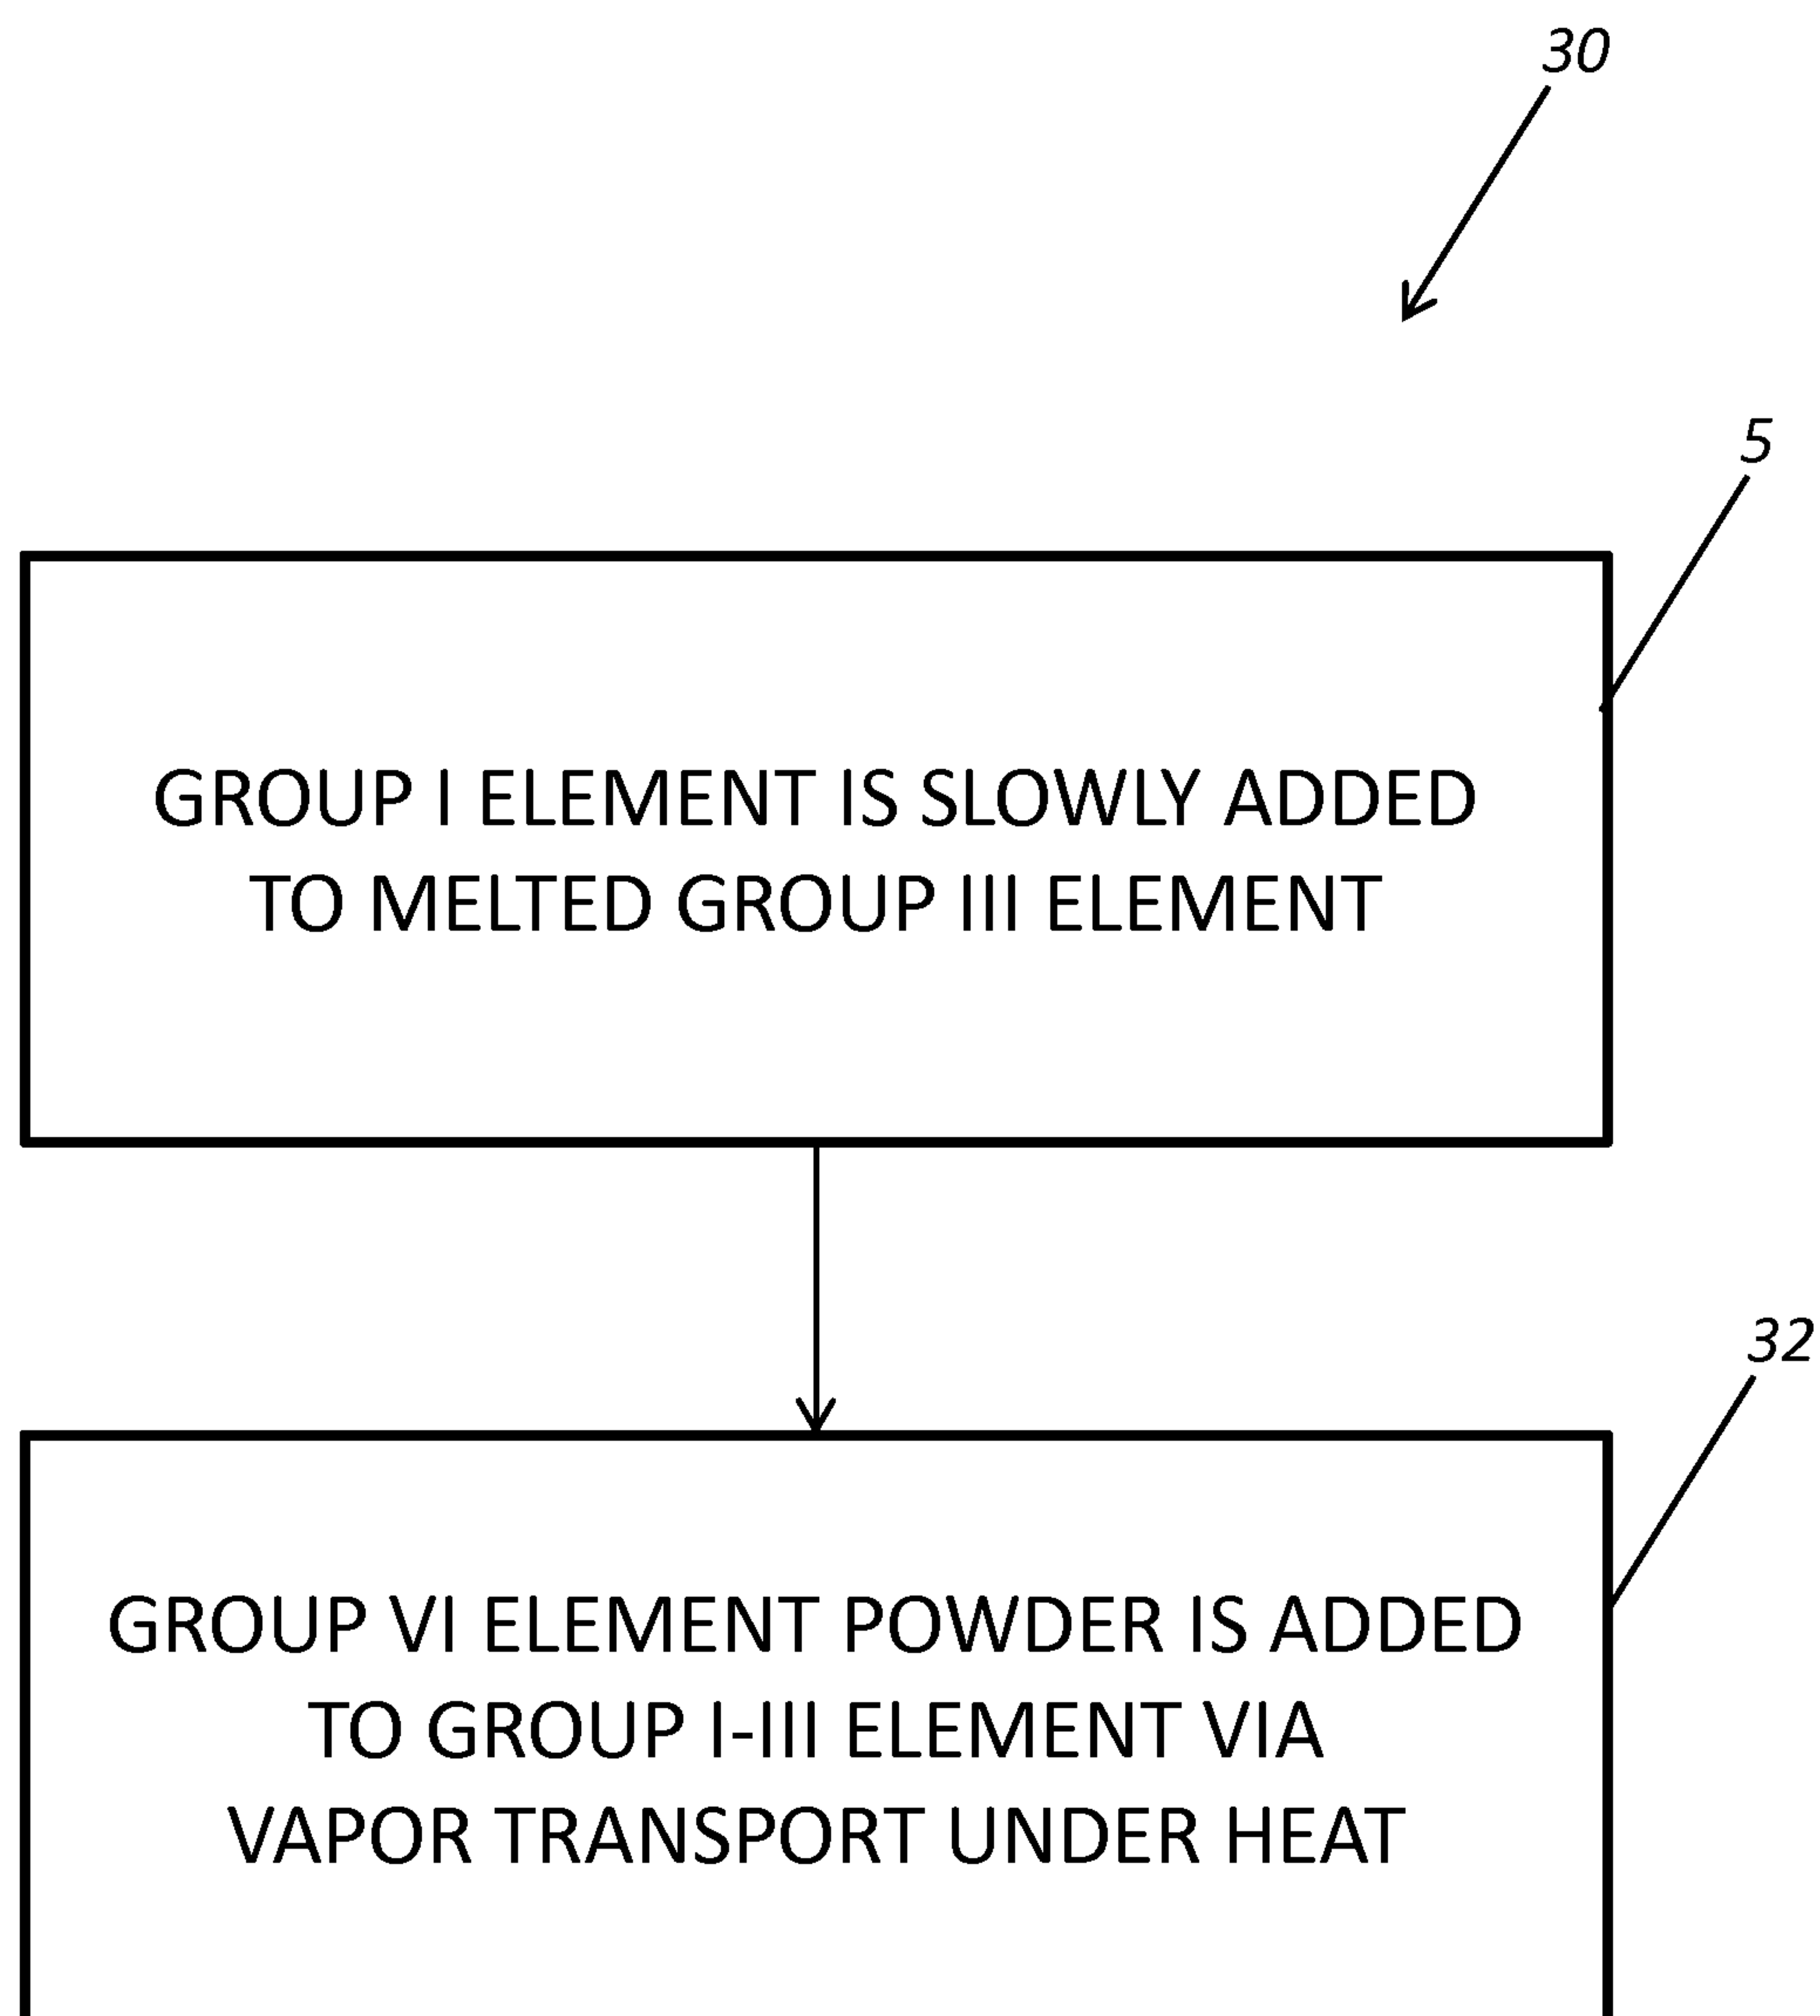 30
5
GROUP I ELEMENT IS SLOWLY ADDED
TO MELTED GROUP III ELEMENT
32
GROUP VI ELEMENT POWDER IS ADDED
TO GROUP I-III ELEMENT VIA
VAPOR TRANSPORT UNDER HEAT